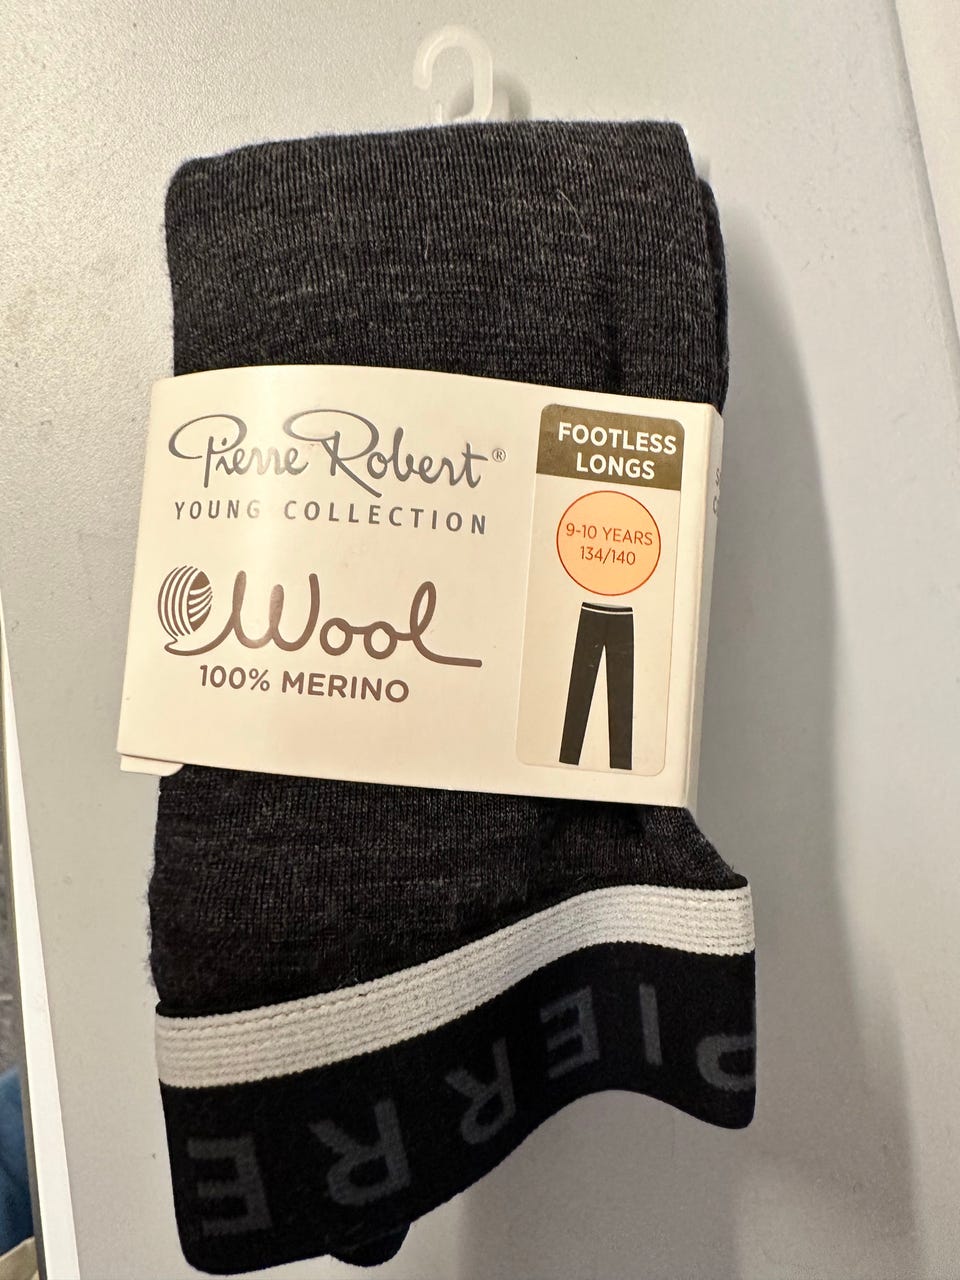 Pierre Robert®
YOUNG COLLECTION
Wool
100% MERINO
FOOTLESS
LONGS
9-10 YEARS
134/140
PIERRE